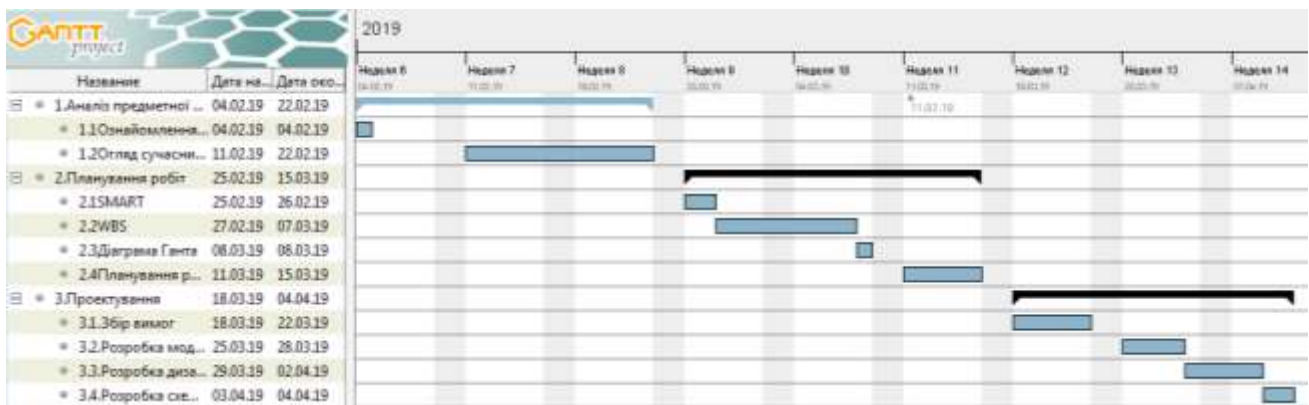 GANTT
project
2019
Неделя 6 Неделя 7 Неделя 8 Неделя 9 Неделя 10 Неделя 11 Неделя 12 Неделя 13 Неделя 14
Название Дата на... Дата око...
1.Аналіз предметної ... 04.02.19 22.02.19
1.1Ознайомлення... 04.02.19 04.02.19
1.2Огляд сучасни... 11.02.19 22.02.19
2.Планування робіт 25.02.19 15.03.19
2.1SMART 25.02.19 26.02.19
2.2WBS 27.02.19 07.03.19
2.3Діаграма Ганта 08.03.19 08.03.19
2.4Планування р... 11.03.19 15.03.19
3.Проектування 18.03.19 04.04.19
3.1.Збір вимог 18.03.19 22.03.19
3.2.Розробка мод... 25.03.19 28.03.19
3.3.Розробка диза... 29.03.19 02.04.19
3.4.Розробка схе... 03.04.19 04.04.19